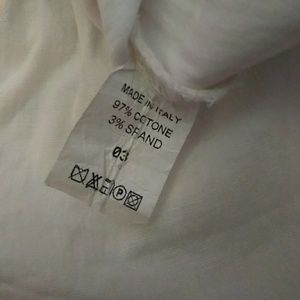 MADE IN ITALY
97% COTONE
3% SPAND
03
P